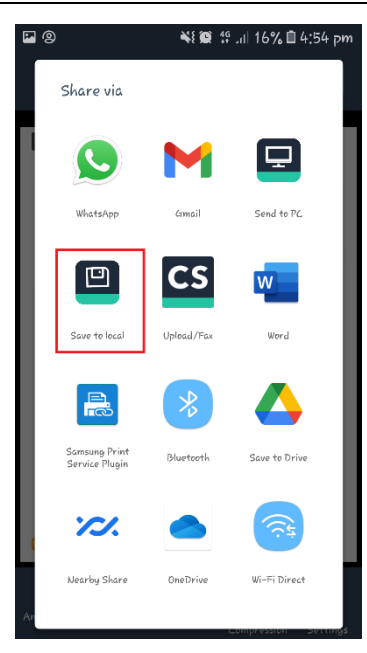 4G 16% 4:54 pm
Share via
WhatsApp Gmail Send to PC
CS W
Save to local Upload/Fax Word
Samsung Print
Service Plugin Bluetooth Save to Drive
Nearby Share OneDrive Wi-Fi Direct
Compression Settings